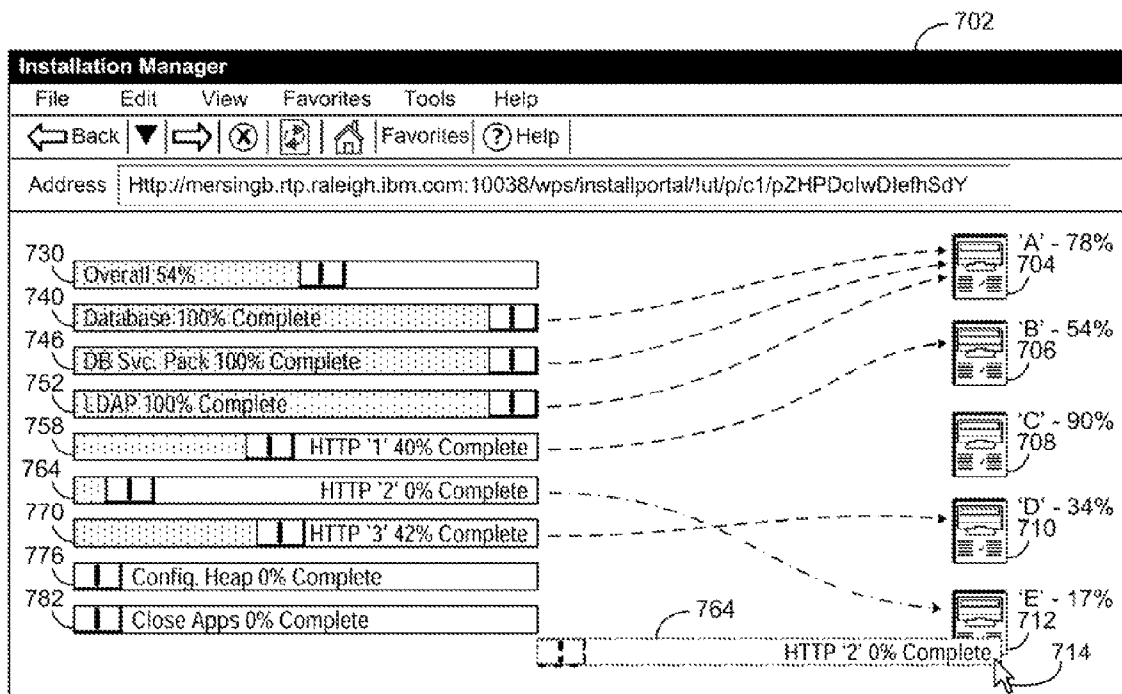 702
Installation Manager
File Edit View Favorites Tools Help
Back Favorites ? Help
Address Http://mersingb.rtp.raleigh.ibm.com:10038/wps/installportal/!ut/p/c1/pZHPDoIwDIefhSdY
730 Overall 54%
'A' - 78%
704
740 Database 100% Complete
746 DB Svc. Pack 100% Complete
'B' - 54%
706
752 LDAP 100% Complete
758 HTTP '1' 40% Complete
'C' - 90%
708
764 HTTP '2' 0% Complete
770 HTTP '3' 42% Complete
'D' - 34%
710
776 Config. Heap 0% Complete
782 Close Apps 0% Complete
'E' - 17%
712
764
HTTP '2' 0% Complete
714